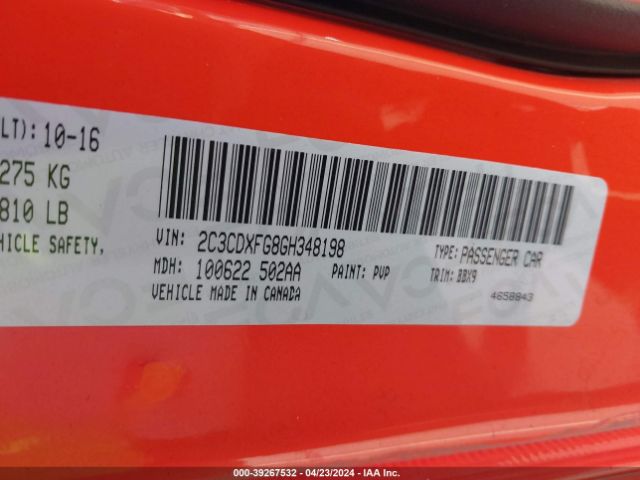 LT): 10-16
275 KG
810 LB
HICLE SAFETY,
VIN: 2C3CDXFG8GH348198
TYPE: PASSENGER CAR
MDH: 100622 502AA
PAINT: PVP
TRIM: BBX9
VEHICLE MADE IN CANADA
4658843
000-39267532 / 04/23/2024 - IAA Inc.